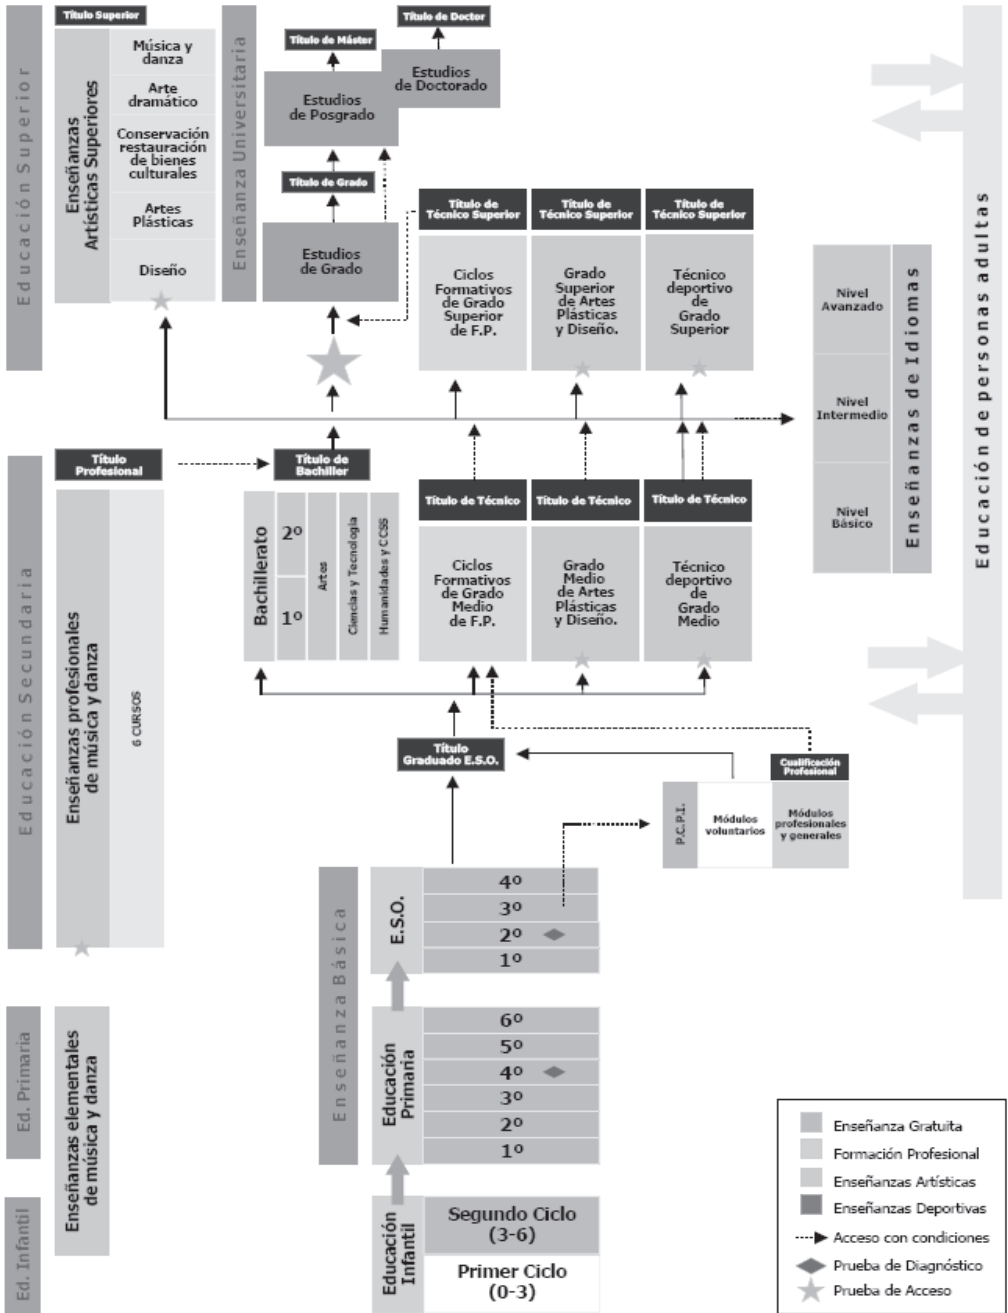 Educación Superior
Título Superior
Enseñanzas
Artísticas Superiores
Música y
danza
Arte
dramático
Conservación
restauración
de bienes
culturales
Artes
Plásticas
Diseño
Enseñanza Universitaria
Título de Máster
Título de Doctor
Estudios
de Posgrado
Estudios
de Doctorado
Título de Grado
Estudios
de Grado
Título de
Técnico Superior
Título de
Técnico Superior
Título de
Técnico Superior
Ciclos
Formativos
de Grado
Superior
de F.P.
Grado
Superior
de Artes
Plásticas
y Diseño.
Técnico
deportivo
de
Grado
Superior
Nivel
Avanzado
Nivel
Intermedio
Nivel
Básico
Enseñanzas de Idiomas
Educación de personas adultas
Educación Secundaria
Título
Profesional
Enseñanzas profesionales
de música y danza
6 CURSOS
Título de
Bachiller
Bachillerato
2º
1º
Artes
Ciencias y Tecnología
Humanidades y CCSS
Título de Técnico
Título de Técnico
Título de Técnico
Ciclos
Formativos
de Grado
Medio
de F.P.
Grado
Medio
de Artes
Plásticas
y Diseño.
Técnico
deportivo
de
Grado
Medio
Título
Graduado E.S.O.
Cualificación
Profesional
P.C.P.I.
Módulos
voluntarios
Módulos
profesionales
y generales
Enseñanza Básica
E.S.O.
4º
3º
2º
1º
Ed. Primaria
Enseñanzas elementales
de música y danza
Educación
Primaria
6º
5º
4º
3º
2º
1º
Ed. Infantil
Educación
Infantil
Segundo Ciclo
(3-6)
Primer Ciclo
(0-3)
Enseñanza Gratuita
Formación Profesional
Enseñanzas Artísticas
Enseñanzas Deportivas
Acceso con condiciones
Prueba de Diagnóstico
Prueba de Acceso